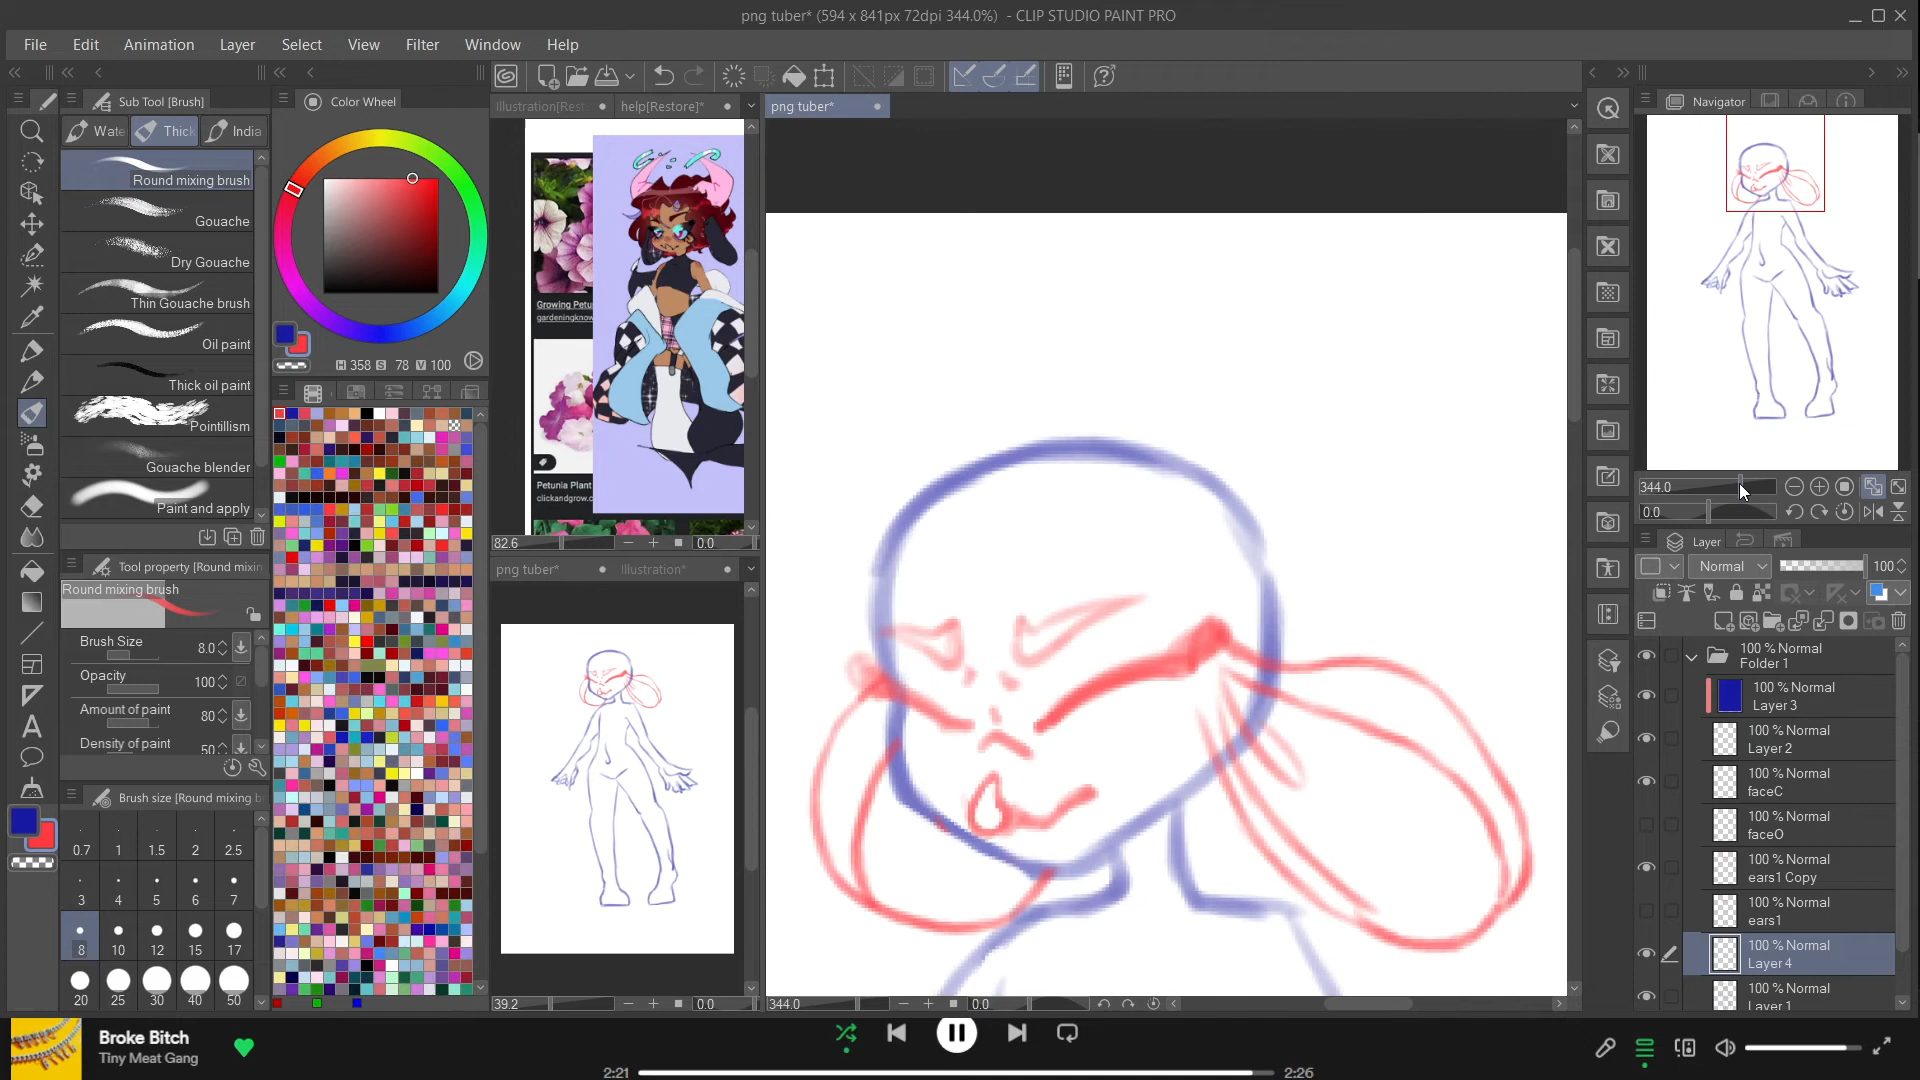 png tuber* (594 x 841px 72dpi 344.0%) - CLIP STUDIO PAINT PRO
File Edit Animation Layer Select View Filter Window Help
Sub Tool [Brush]
Color Wheel
Illustration[Rest
help[Restore]*
png tuber*
Navigator
Wate
Thick
India
Round mixing brush
Gouache
Dry Gouache
Thin Gouache brush
Oil paint
Thick oil paint
Pointillism
Gouache blender
Paint and apply
H 358 S 78 V 100
Growing Petu
gardeningknow
Petunia Plant
clickandgrow.c
82.6
0.0
png tuber*
Illustration*
Tool property [Round mixin
Round mixing brush
Brush Size 8.0
Opacity 100
Amount of paint 80
Density of paint 50
Brush size [Round mixing b
0.7 1 1.5 2 2.5
3 4 5 6 7
8 10 12 15 17
20 25 30 40 50
39.2
0.0
344.0
0.0
344.0
0.0
Layer
Normal
100
100 % Normal
Folder 1
100 % Normal
Layer 3
100 % Normal
Layer 2
100 % Normal
faceC
100 % Normal
faceO
100 % Normal
ears1 Copy
100 % Normal
ears1
100 % Normal
Layer 4
100 % Normal
Layer 1
Broke Bitch
Tiny Meat Gang
2:21
2:26